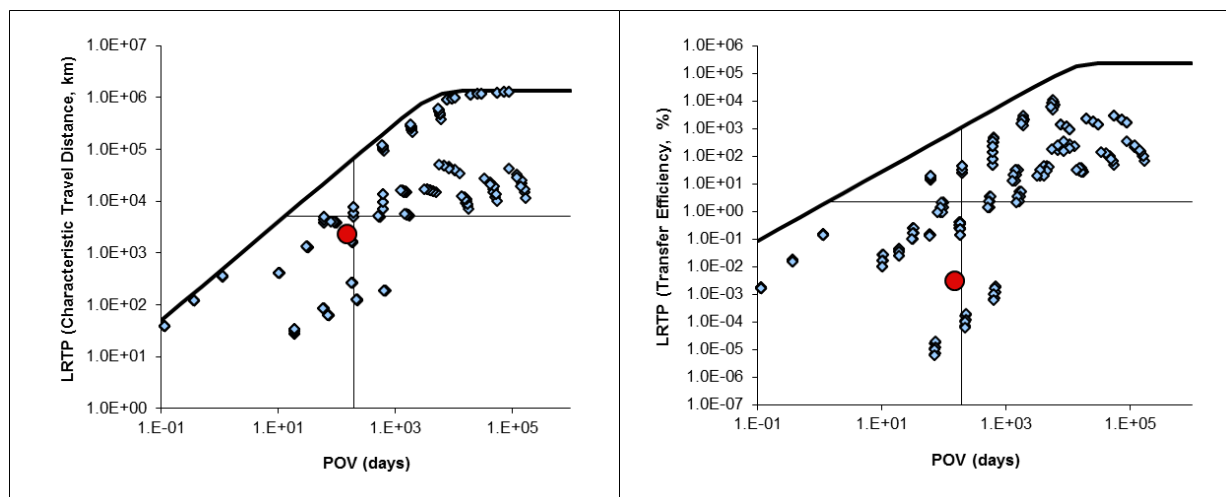 LRTP (Characteristic Travel Distance, km)
1.0E+07
1.0E+06
1.0E+05
1.0E+04
1.0E+03
1.0E+02
1.0E+01
1.0E+00
1.E-01
1.E+01
1.E+03
1.E+05
POV (days)
LRTP (Transfer Efficiency, %)
1.0E+06
1.0E+05
1.0E+04
1.0E+03
1.0E+02
1.0E+01
1.0E+00
1.0E-01
1.0E-02
1.0E-03
1.0E-04
1.0E-05
1.0E-06
1.0E-07
1.E-01
1.E+01
1.E+03
1.E+05
POV (days)